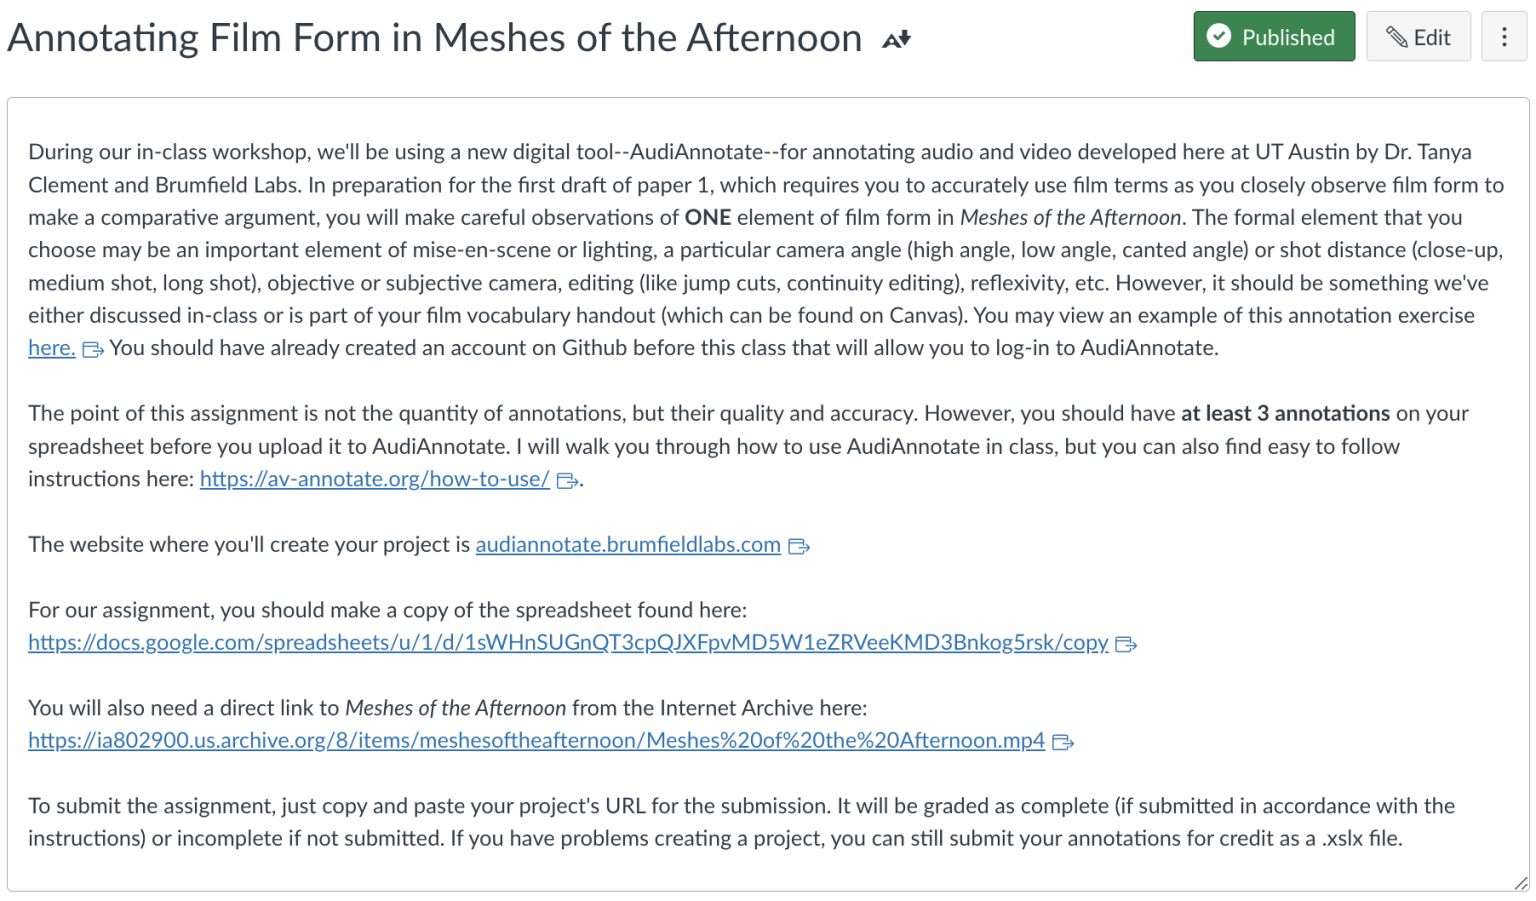 Annotating Film Form in Meshes of the Afternoon
Published
Edit
During our in-class workshop, we'll be using a new digital tool--AudiAnnotate--for annotating audio and video developed here at UT Austin by Dr. Tanya
Clement and Brumfield Labs. In preparation for the first draft of paper 1, which requires you to accurately use film terms as you closely observe film form to
make a comparative argument, you will make careful observations of ONE element of film form in Meshes of the Afternoon. The formal element that you
choose may be an important element of mise-en-scene or lighting, a particular camera angle (high angle, low angle, canted angle) or shot distance (close-up,
medium shot, long shot), objective or subjective camera, editing (like jump cuts, continuity editing), reflexivity, etc. However, it should be something we've
either discussed in-class or is part of your film vocabulary handout (which can be found on Canvas). You may view an example of this annotation exercise
here. You should have already created an account on Github before this class that will allow you to log-in to AudiAnnotate.
The point of this assignment is not the quantity of annotations, but their quality and accuracy. However, you should have at least 3 annotations on your
spreadsheet before you upload it to AudiAnnotate. I will walk you through how to use AudiAnnotate in class, but you can also find easy to follow
instructions here: https://av-annotate.org/how-to-use/ .
The website where you'll create your project is audiannotate.brumfieldlabs.com
For our assignment, you should make a copy of the spreadsheet found here:
https://docs.google.com/spreadsheets/u/1/d/1sWHnSUGnQT3cpQJXFpvMD5W1eZRVeeKMD3Bnkog5rsk/copy
You will also need a direct link to Meshes of the Afternoon from the Internet Archive here:
https://ia802900.us.archive.org/8/items/meshesoftheafternoon/Meshes%20of%20the%20Afternoon.mp4
To submit the assignment, just copy and paste your project's URL for the submission. It will be graded as complete (if submitted in accordance with the
instructions) or incomplete if not submitted. If you have problems creating a project, you can still submit your annotations for credit as a .xslx file.